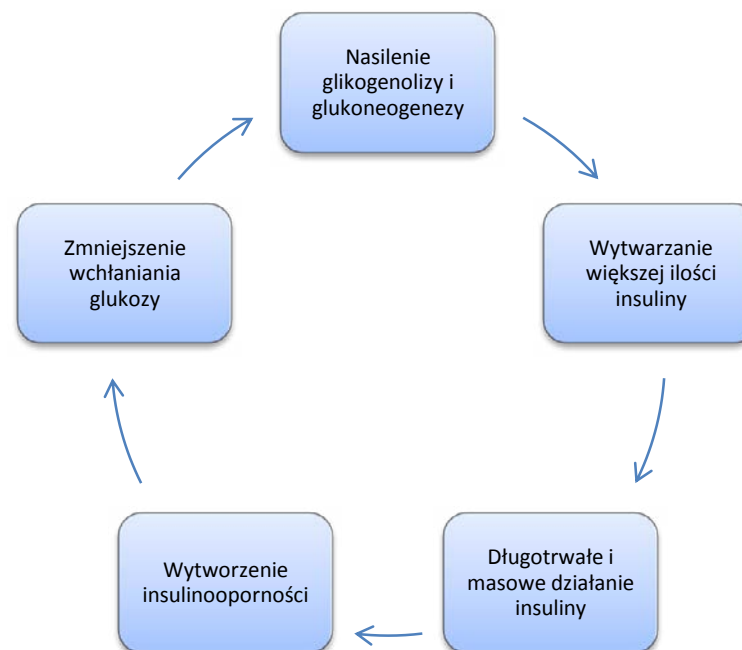 Nasilenie
glikogenolizy i
glukoneogenezy
Wytwarzanie
większej ilości
insuliny
Długotrwałe i
masowe działanie
insuliny
Wytworzenie
insulinooporności
Zmniejszenie
wchłaniania
glukozy